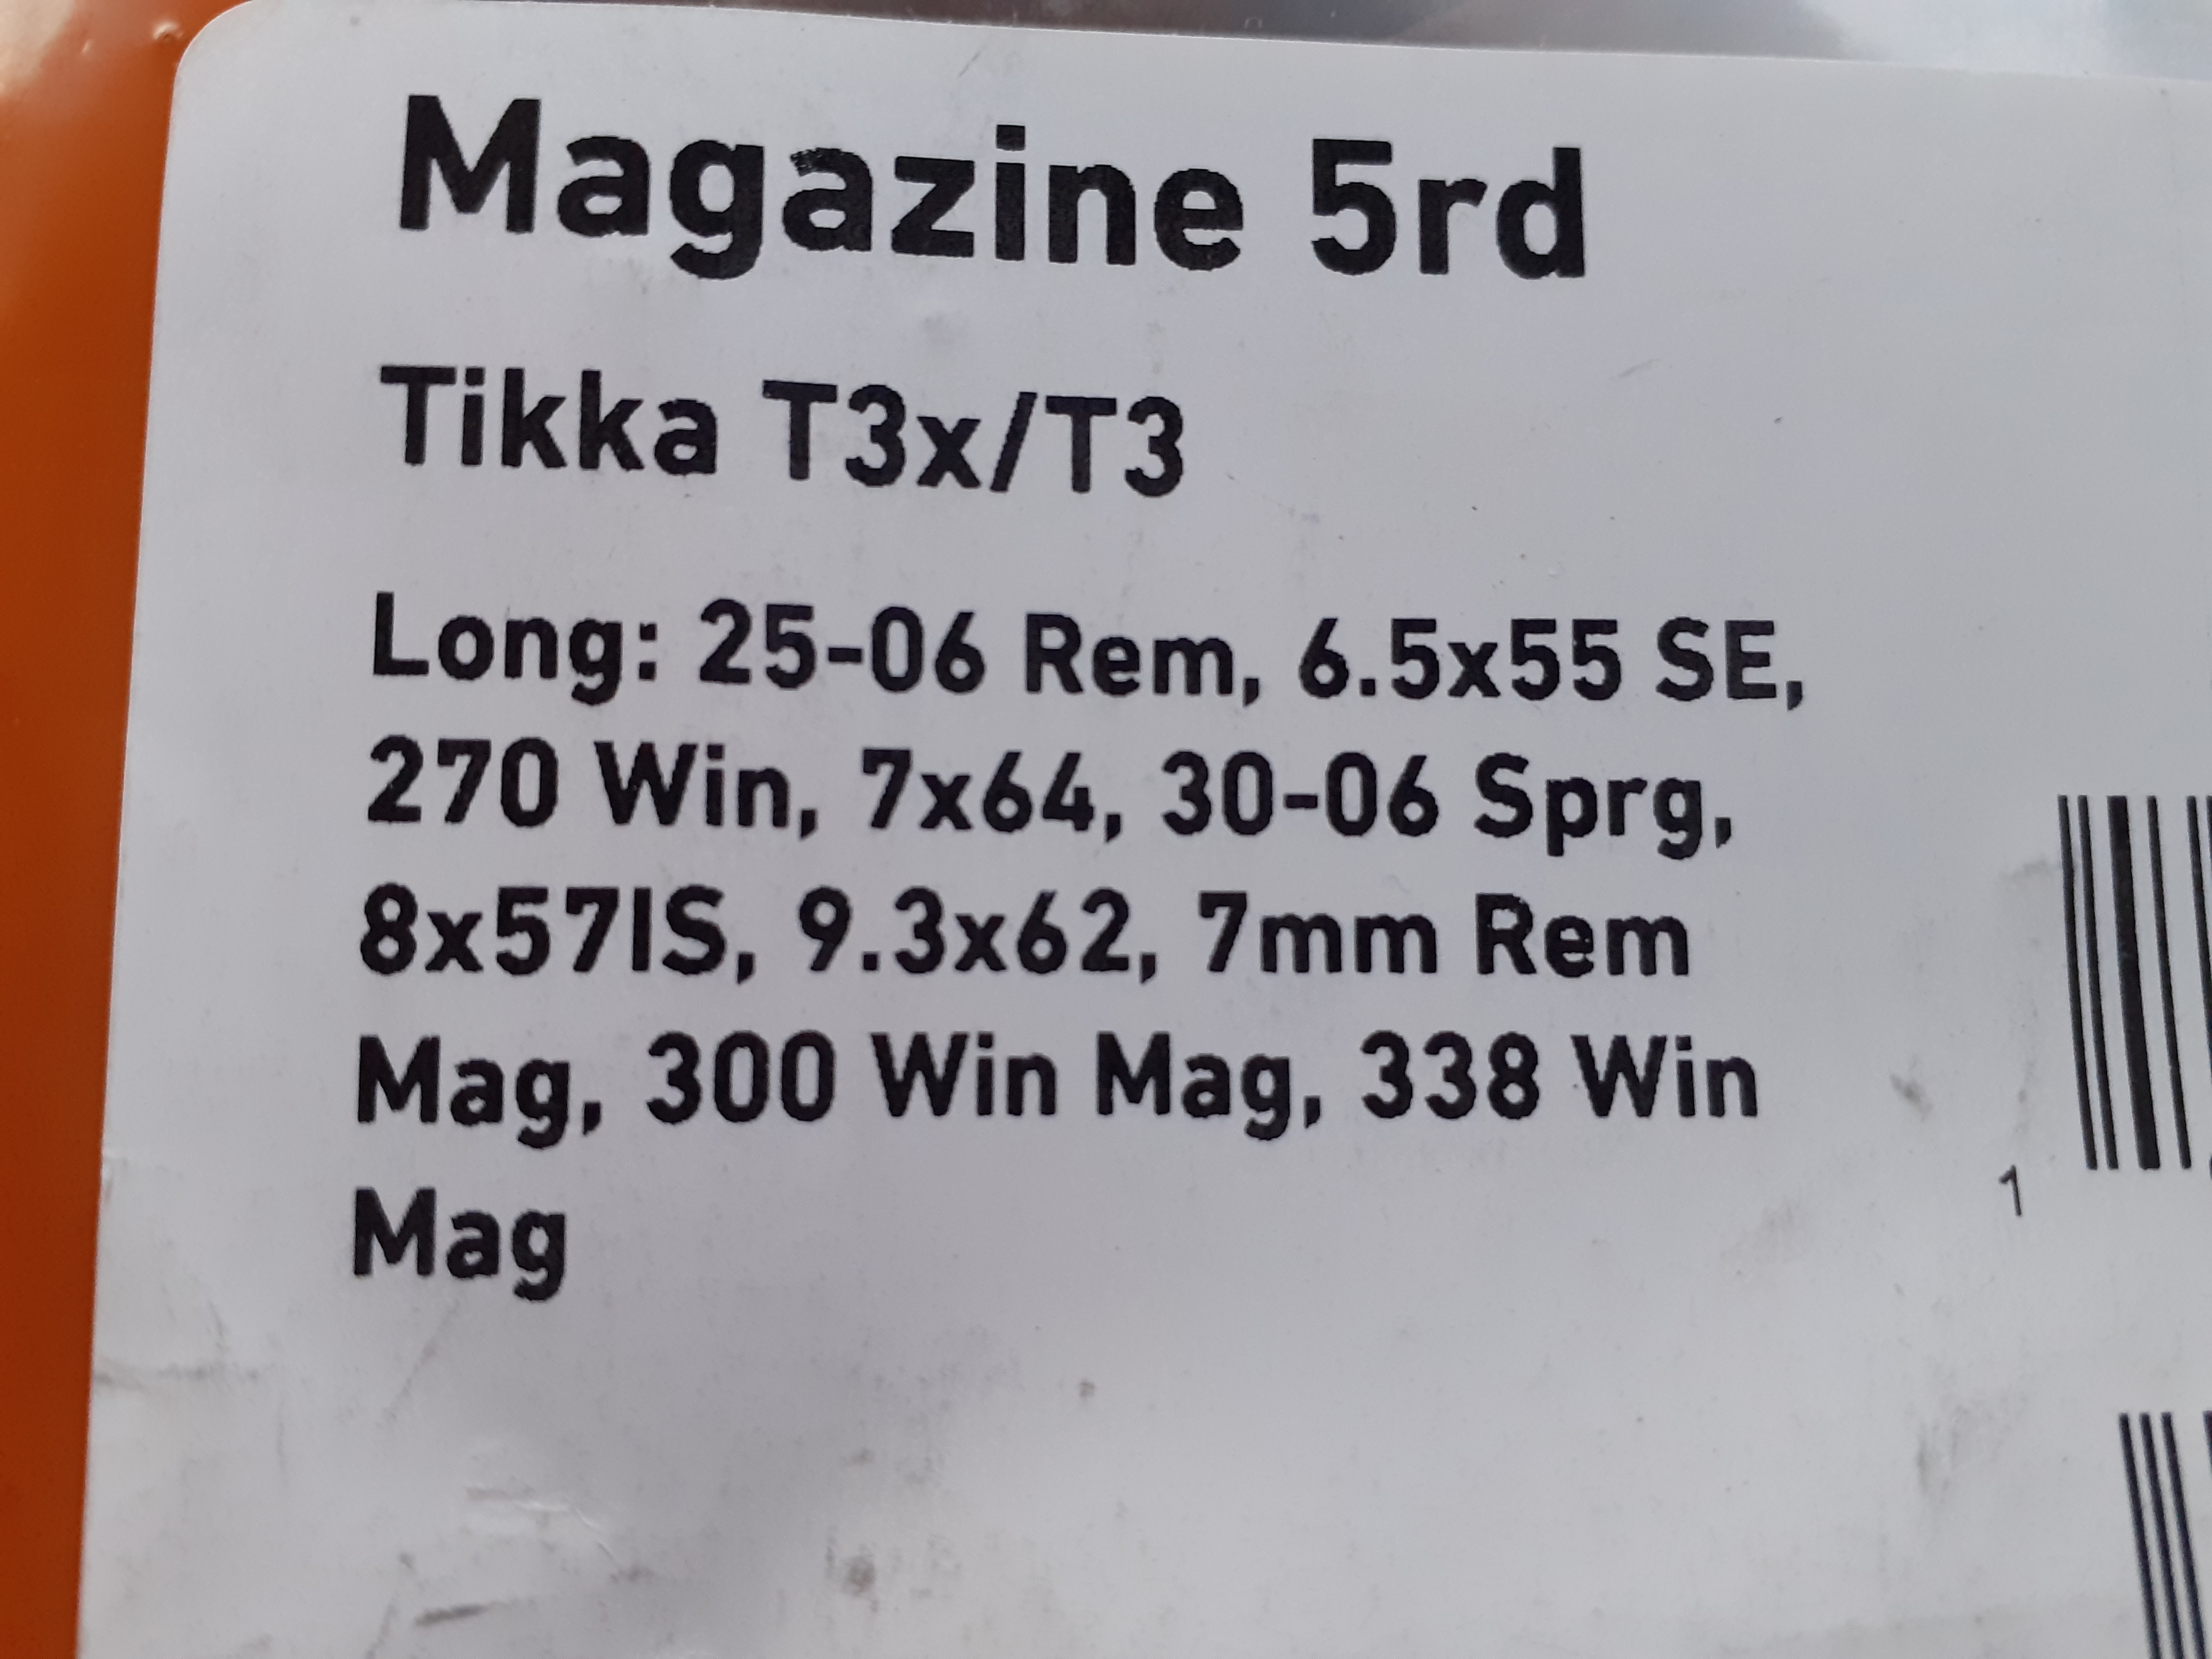 Magazine 5rd
Tikka T3x/T3
Long: 25-06 Rem, 6.5x55 SE,
270 Win, 7x64, 30-06 Sprg,
8x57IS, 9.3x62, 7mm Rem
Mag, 300 Win Mag, 338 Win
Mag
1